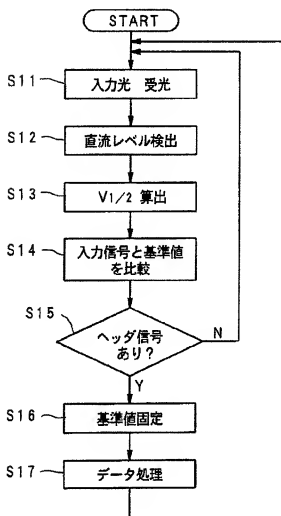 START
S11
入力光 受光
S12
直流レベル検出
S13
V1/2 算出
S14
入力信号と基準値
を比較
S15
ヘッダ信号
あり?
N
Y
S16
基準値固定
S17
データ処理